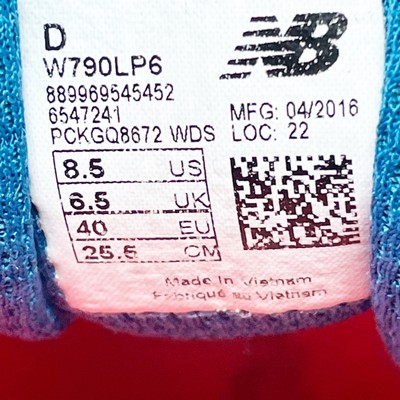 D
NB
W790LP6
889969545452
6547241
PCKGQ8672 WDS
MFG: 04/2016
LOC: 22
8.5 US
6.5 UK
40 EU
25.5 CM
Made In Vietnam
Fabriqué au Vietnam